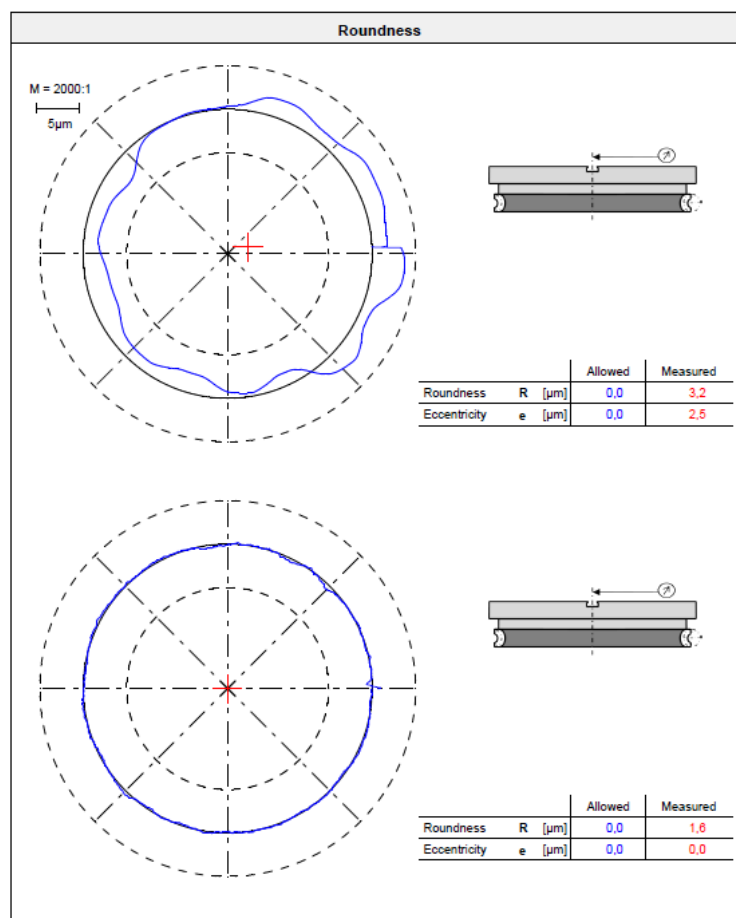 Roundness
M = 2000:1
5µm
Allowed Measured
Roundness R [µm] 0,0 3,2
Eccentricity e [µm] 0,0 2,5
Allowed Measured
Roundness R [µm] 0,0 1,6
Eccentricity e [µm] 0,0 0,0